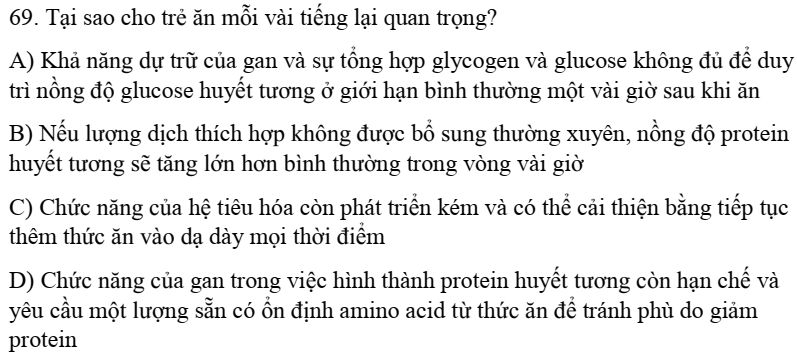 69. Tại sao cho trẻ ăn mỗi vài tiếng lại quan trọng?
A) Khả năng dự trữ của gan và sự tổng hợp glycogen và glucose không đủ để duy
trì nồng độ glucose huyết tương ở giới hạn bình thường một vài giờ sau khi ăn
B) Nếu lượng dịch thích hợp không được bổ sung thường xuyên, nồng độ protein
huyết tương sẽ tăng lớn hơn bình thường trong vòng vài giờ
C) Chức năng của hệ tiêu hóa còn phát triển kém và có thể cải thiện bằng tiếp tục
thêm thức ăn vào dạ dày mọi thời điểm
D) Chức năng của gan trong việc hình thành protein huyết tương còn hạn chế và
yêu cầu một lượng sẵn có ổn định amino acid từ thức ăn để tránh phù do giảm
protein